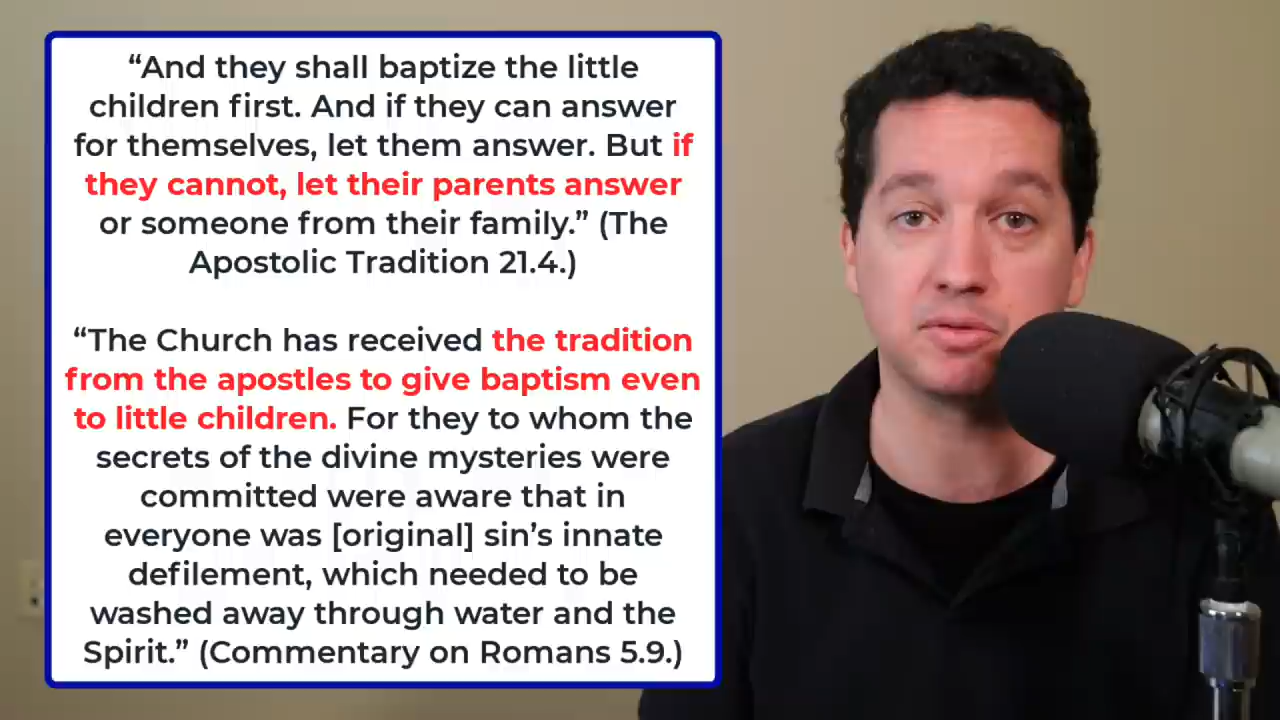 “And they shall baptize the little
children first. And if they can answer
for themselves, let them answer. But if
they cannot, let their parents answer
or someone from their family.” (The
Apostolic Tradition 21.4.)
“The Church has received the tradition
from the apostles to give baptism even
to little children. For they to whom the
secrets of the divine mysteries were
committed were aware that in
everyone was [original] sin’s innate
defilement, which needed to be
washed away through water and the
Spirit.” (Commentary on Romans 5.9.)